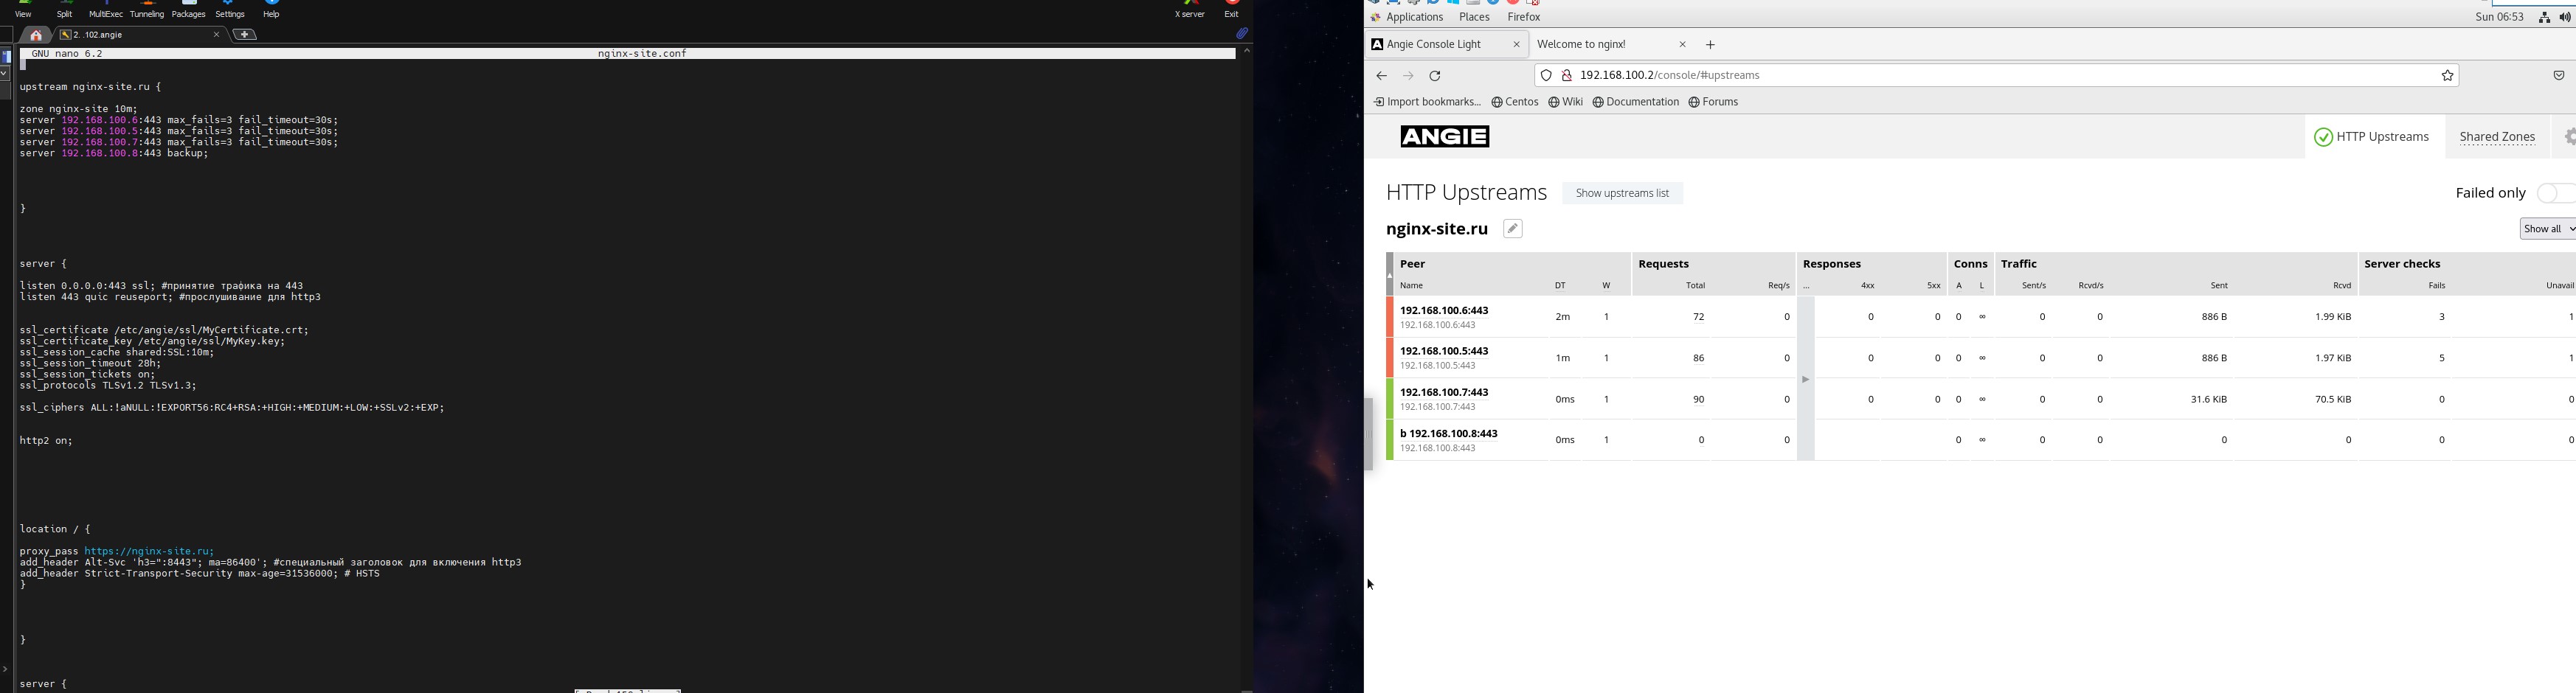 View Split MultiExec Tunneling Packages Settings Help X server Exit
2. .102.angie
GNU nano 6.2 nginx-site.conf
upstream nginx-site.ru {
zone nginx-site 10m;
server 192.168.100.6:443 max_fails=3 fail_timeout=30s;
server 192.168.100.5:443 max_fails=3 fail_timeout=30s;
server 192.168.100.7:443 max_fails=3 fail_timeout=30s;
server 192.168.100.8:443 backup;
}
server {
listen 0.0.0.0:443 ssl; #принятие трафика на 443
listen 443 quic reuseport; #прослушивание для http3
ssl_certificate /etc/angie/ssl/MyCertificate.crt;
ssl_certificate_key /etc/angie/ssl/MyKey.key;
ssl_session_cache shared:SSL:10m;
ssl_session_timeout 28h;
ssl_session_tickets on;
ssl_protocols TLSv1.2 TLSv1.3;
ssl_ciphers ALL:!aNULL:!EXPORT56:RC4+RSA:+HIGH:+MEDIUM:+LOW:+SSLv2:+EXP;
http2 on;
location / {
proxy_pass https://nginx-site.ru;
add_header Alt-Svc 'h3=":8443"; ma=86400'; #специальный заголовок для включения http3
add_header Strict-Transport-Security max-age=31536000; # HSTS
}
}
server {
Applications Places Firefox Sun 06:53
Angie Console Light Welcome to nginx!
192.168.100.2/console/#upstreams
Import bookmarks... Centos Wiki Documentation Forums
ANGIE HTTP Upstreams Shared Zones
HTTP Upstreams Show upstreams list Failed only
nginx-site.ru Show all
Peer Requests Responses Conns Traffic Server checks
Name DT W Total Req/s ... 4xx 5xx A L Sent/s Rcvd/s Sent Rcvd Fails Unavail
192.168.100.6:443 2m 1 72 0 0 0 0 ∞ 0 0 886 B 1.99 KiB 3 1
192.168.100.6:443
192.168.100.5:443 1m 1 86 0 0 0 0 ∞ 0 0 886 B 1.97 KiB 5 1
192.168.100.5:443
192.168.100.7:443 0ms 1 90 0 0 0 0 ∞ 0 0 31.6 KiB 70.5 KiB 0 0
192.168.100.7:443
b 192.168.100.8:443 0ms 1 0 0 0 ∞ 0 0 0 0 0 0
192.168.100.8:443